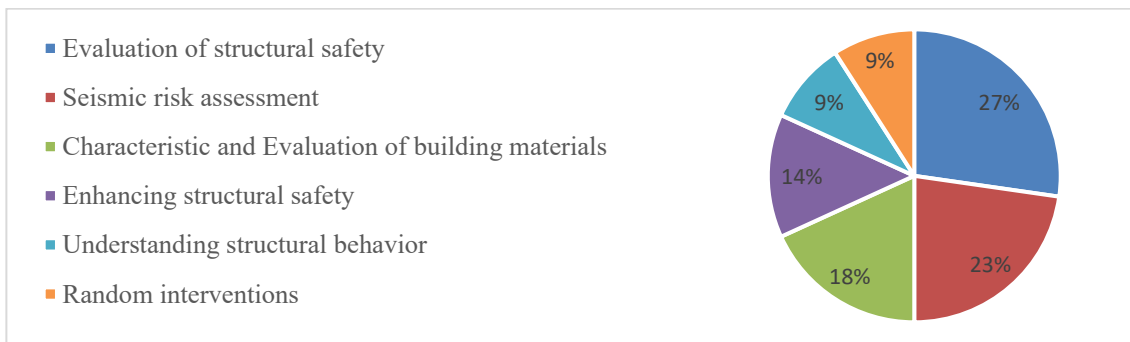 Evaluation of structural safety
Seismic risk assessment
Characteristic and Evaluation of building materials
Enhancing structural safety
Understanding structural behavior
Random interventions
9%
27%
9%
14%
23%
18%